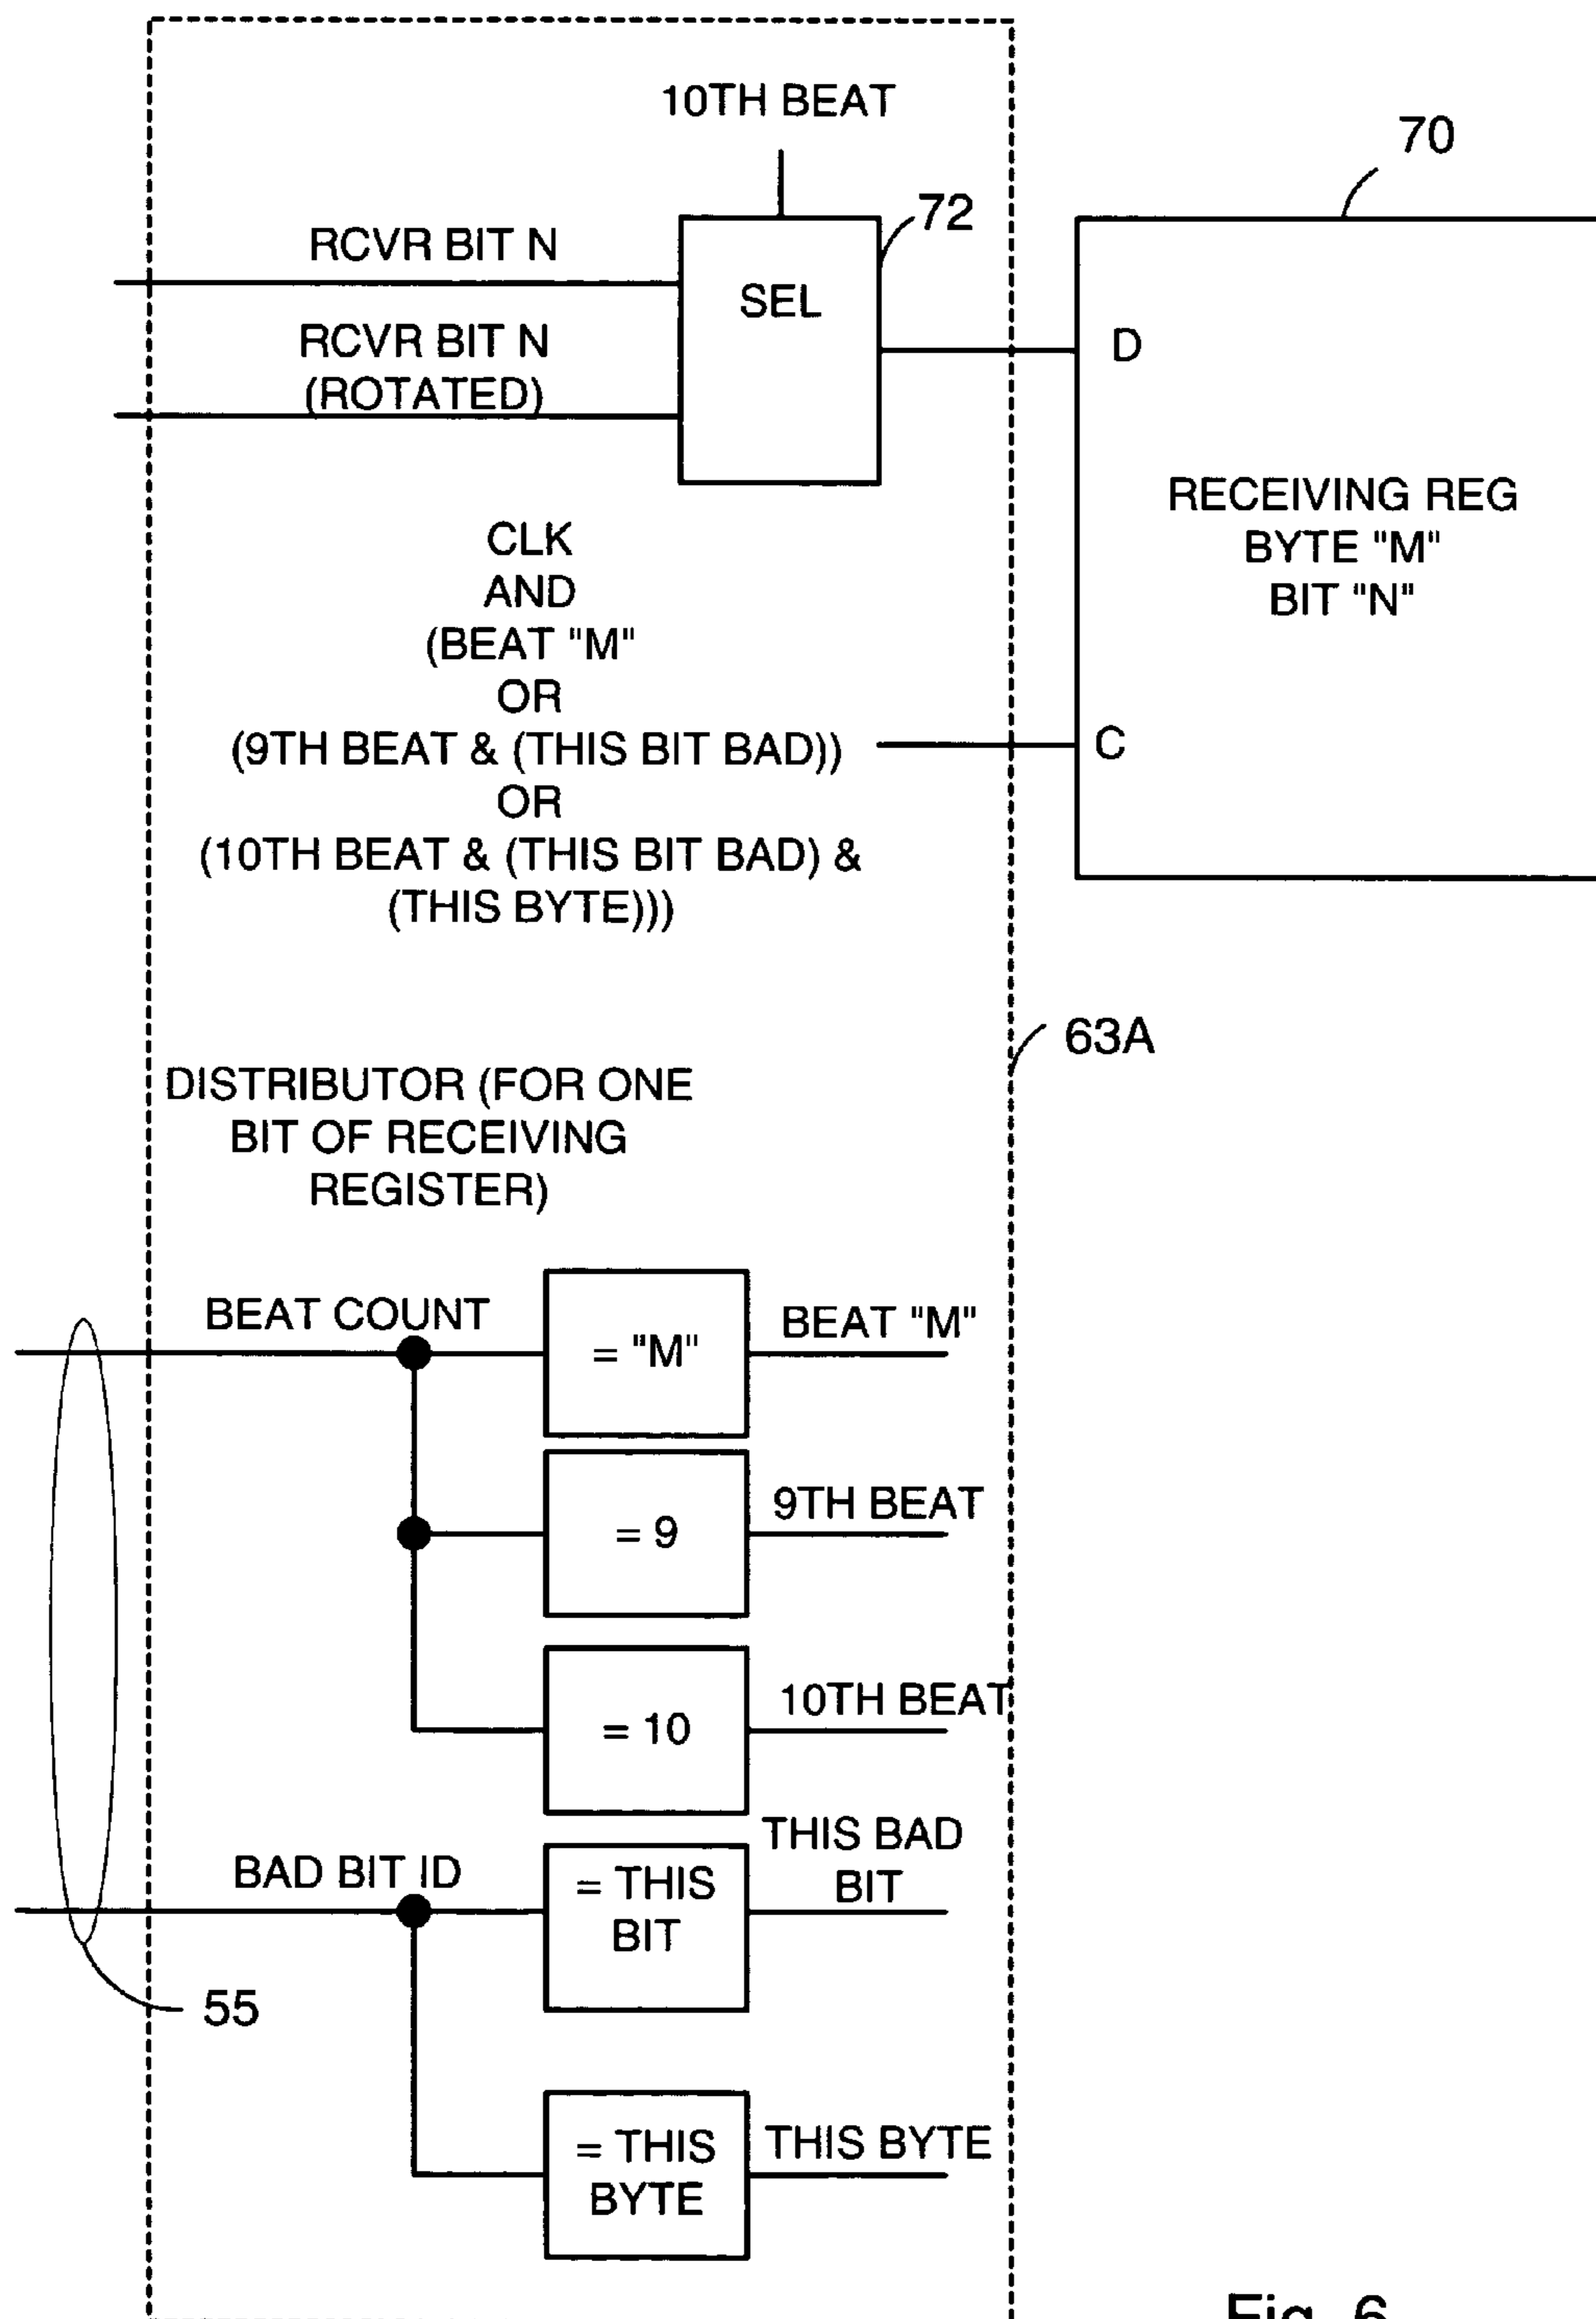 10TH BEAT
70
72
RCVR BIT N
SEL
RCVR BIT N
(ROTATED)
D
RECEIVING REG
BYTE "M"
BIT "N"
CLK
AND
(BEAT "M"
OR
(9TH BEAT & (THIS BIT BAD))
OR
(10TH BEAT & (THIS BIT BAD) &
(THIS BYTE)))
C
63A
DISTRIBUTOR (FOR ONE
BIT OF RECEIVING
REGISTER)
BEAT COUNT
= "M"
BEAT "M"
= 9
9TH BEAT
= 10
10TH BEAT
BAD BIT ID
= THIS
BIT
THIS BAD
BIT
55
= THIS
BYTE
THIS BYTE
Fig. 6